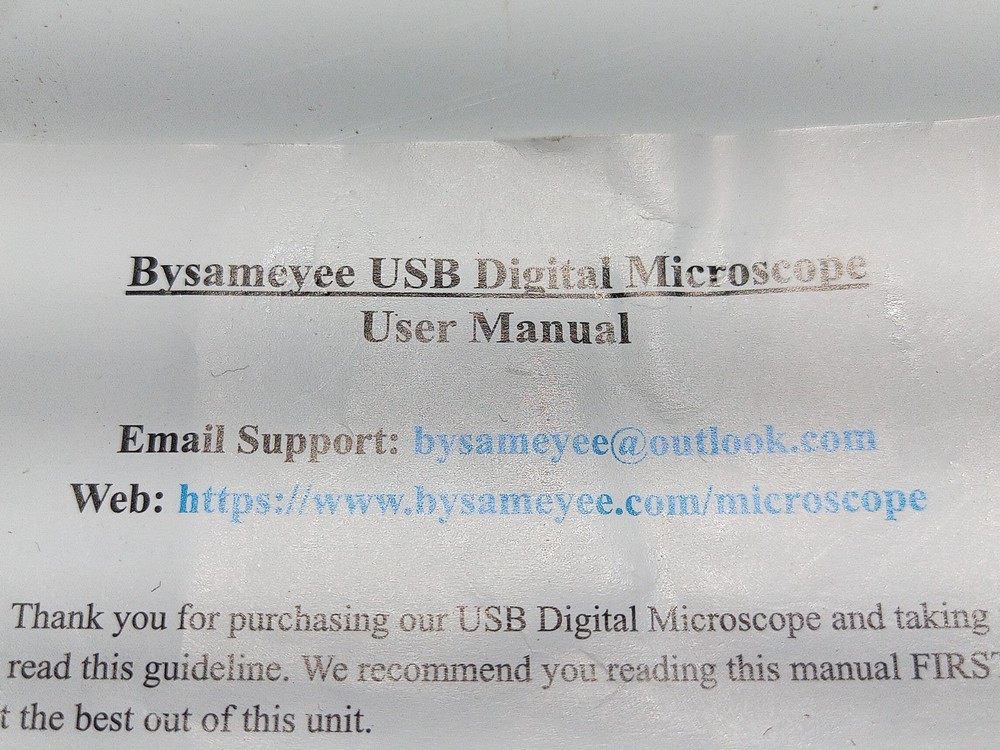 Bysameyee USB Digital Microscope
User Manual
Email Support: bysameyee@outlook.com
Web: https://www.bysameyee.com/microscope
Thank you for purchasing our USB Digital Microscope and taking
read this guideline. We recommend you reading this manual FIRST
t the best out of this unit.